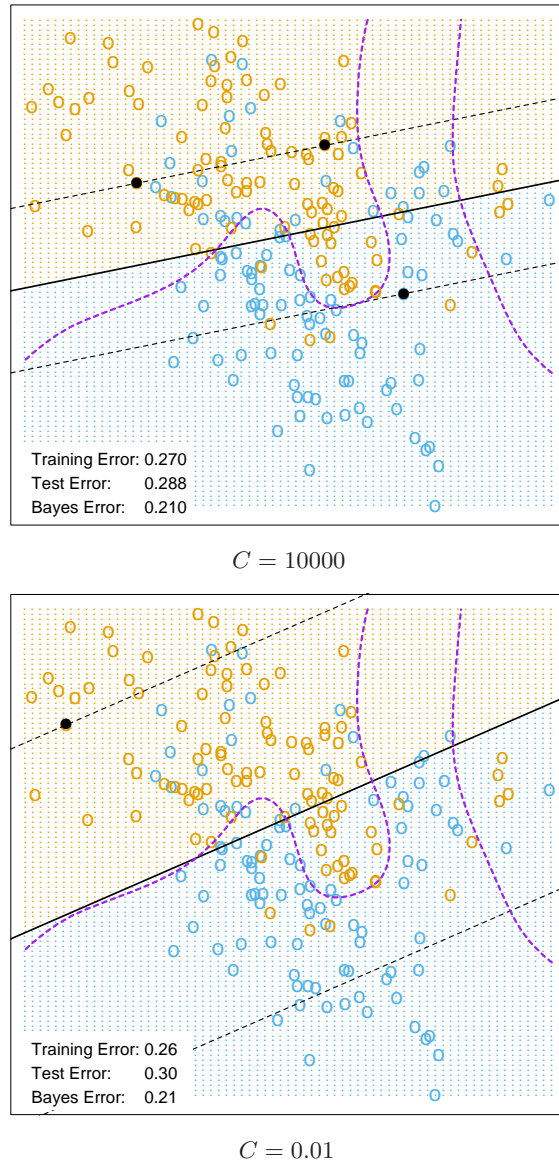 Training Error: 0.270
Test Error: 0.288
Bayes Error: 0.210
C = 10000
Training Error: 0.26
Test Error: 0.30
Bayes Error: 0.21
C = 0.01